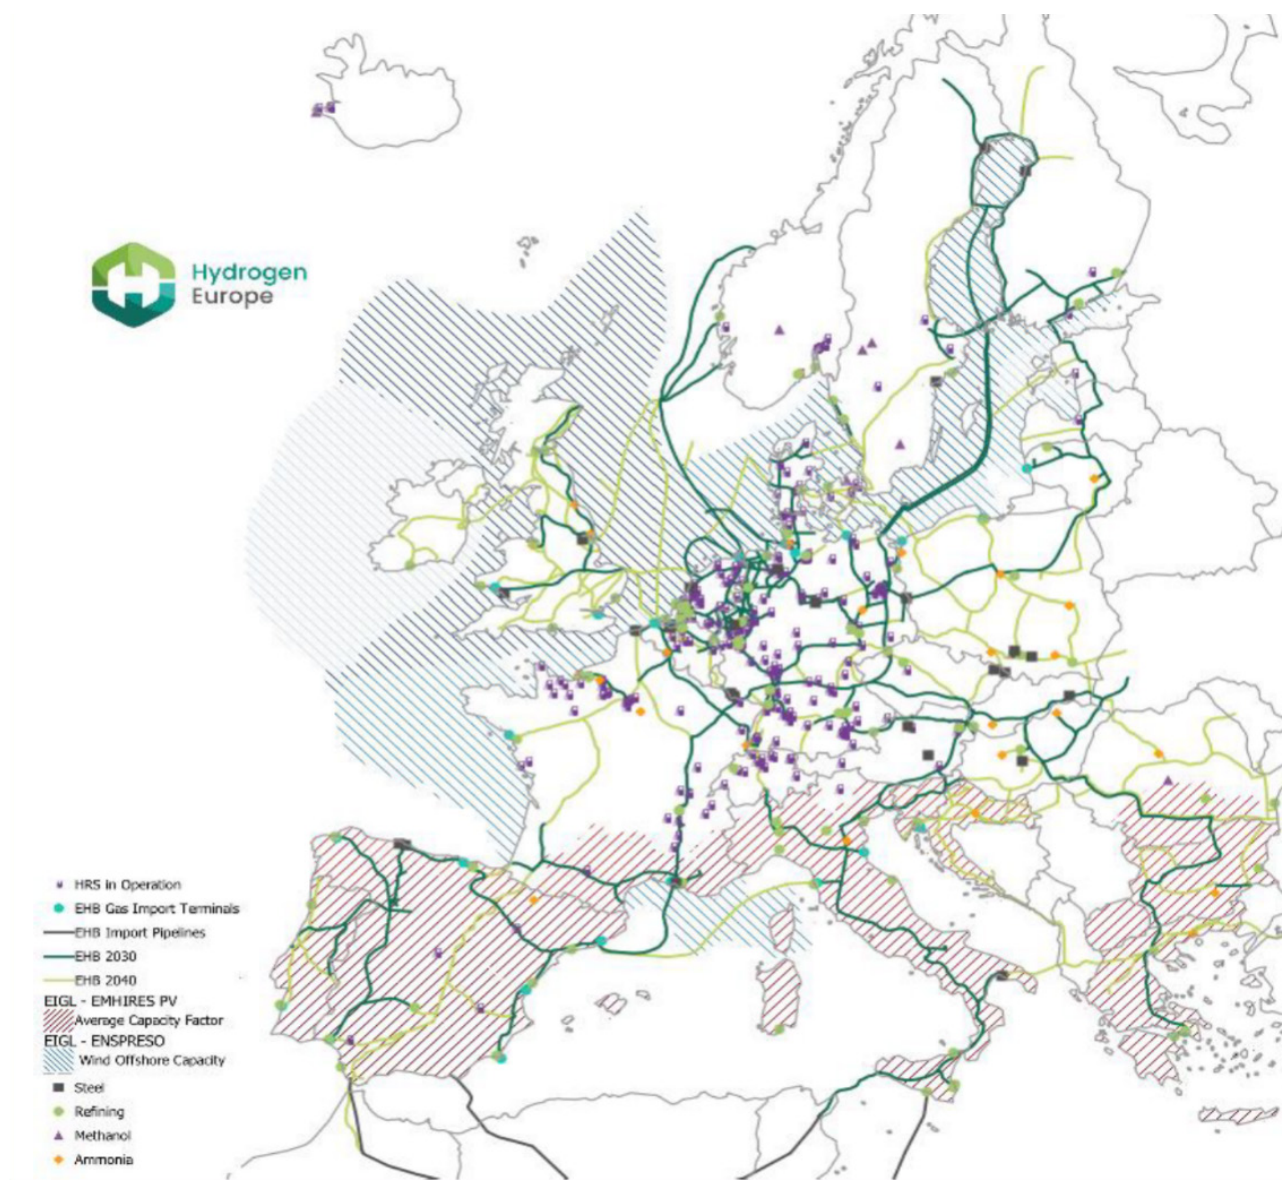 Hydrogen
Europe
HRS in Operation
EHB Gas Import Terminals
EHB Import Pipelines
EHB 2030
EHB 2040
EIGL - EMHIRES PV
Average Capacity Factor
EIGL - ENSPRESO
Wind Offshore Capacity
Steel
Refining
Methanol
Ammonia